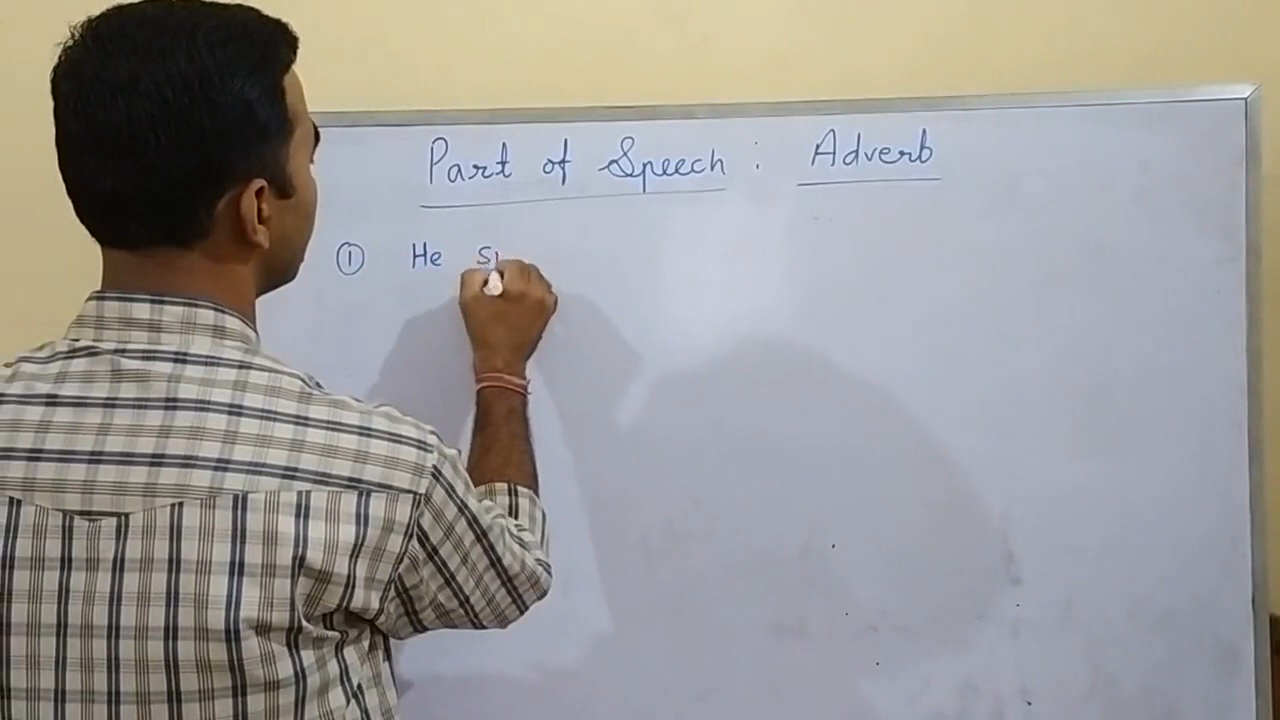 Part of Speech : Adverb
① He